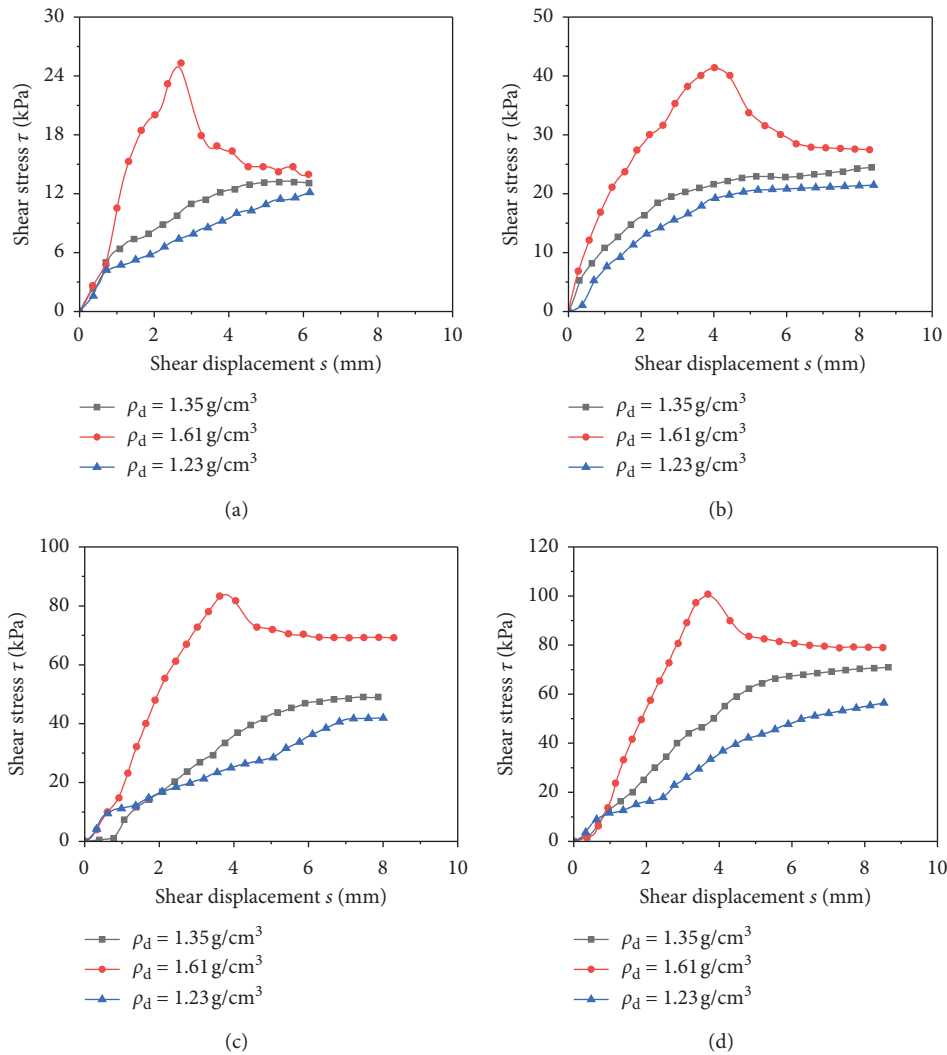 30
24
18
12
6
0
Shear stress τ (kPa)
0 2 4 6 8 10
Shear displacement s (mm)
ρd = 1.35 g/cm³
ρd = 1.61 g/cm³
ρd = 1.23 g/cm³
(a)
50
40
30
20
10
0
Shear stress τ (kPa)
0 2 4 6 8 10
Shear displacement s (mm)
ρd = 1.35 g/cm³
ρd = 1.61 g/cm³
ρd = 1.23 g/cm³
(b)
100
80
60
40
20
0
Shear stress τ (kPa)
0 2 4 6 8 10
Shear displacement s (mm)
ρd = 1.35 g/cm³
ρd = 1.61 g/cm³
ρd = 1.23 g/cm³
(c)
120
100
80
60
40
20
0
Shear stress τ (kPa)
0 2 4 6 8 10
Shear displacement s (mm)
ρd = 1.35 g/cm³
ρd = 1.61 g/cm³
ρd = 1.23 g/cm³
(d)